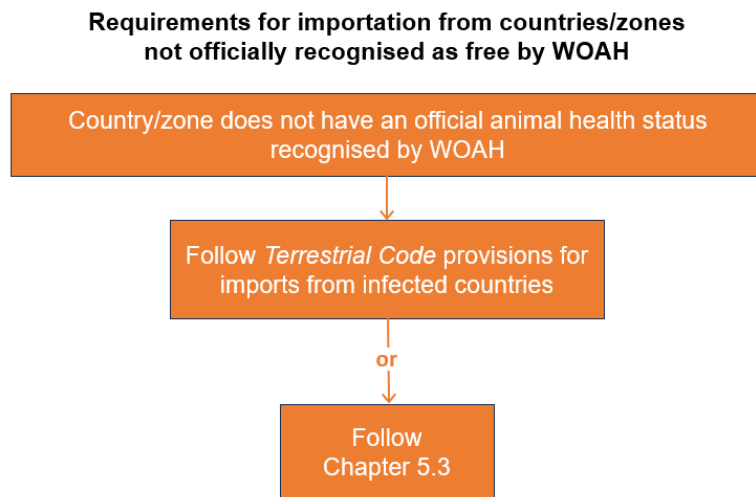 Requirements for importation from countries/zones
not officially recognised as free by WOAH
Country/zone does not have an official animal health status
recognised by WOAH
Follow Terrestrial Code provisions for
imports from infected countries
or
Follow
Chapter 5.3